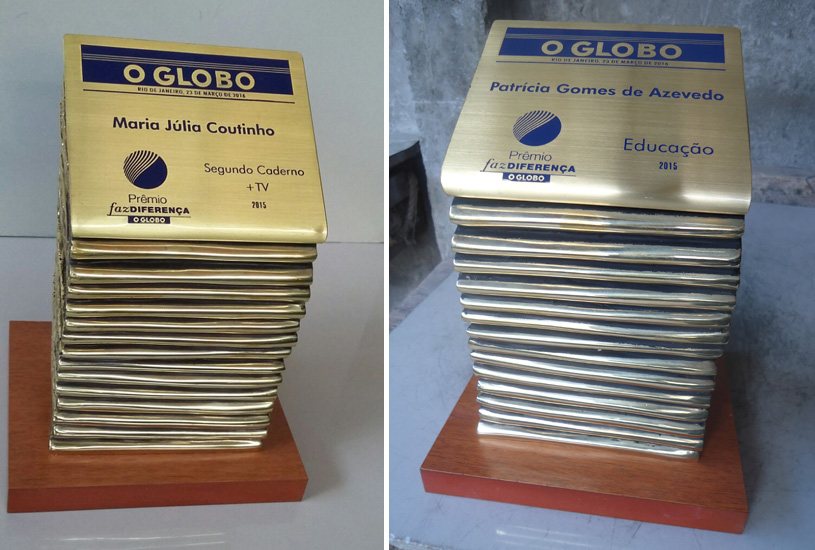 O GLOBO
RIO DE JANEIRO, 23 DE MARÇO DE 2016
Maria Júlia Coutinho
Prêmio
fazDIFERENÇA
O GLOBO
Segundo Caderno
+TV
2015
O GLOBO
RIO DE JANEIRO, 23 DE MARÇO DE 2016
Patrícia Gomes de Azevedo
Prêmio
fazDIFERENÇA
O GLOBO
Educação
2015